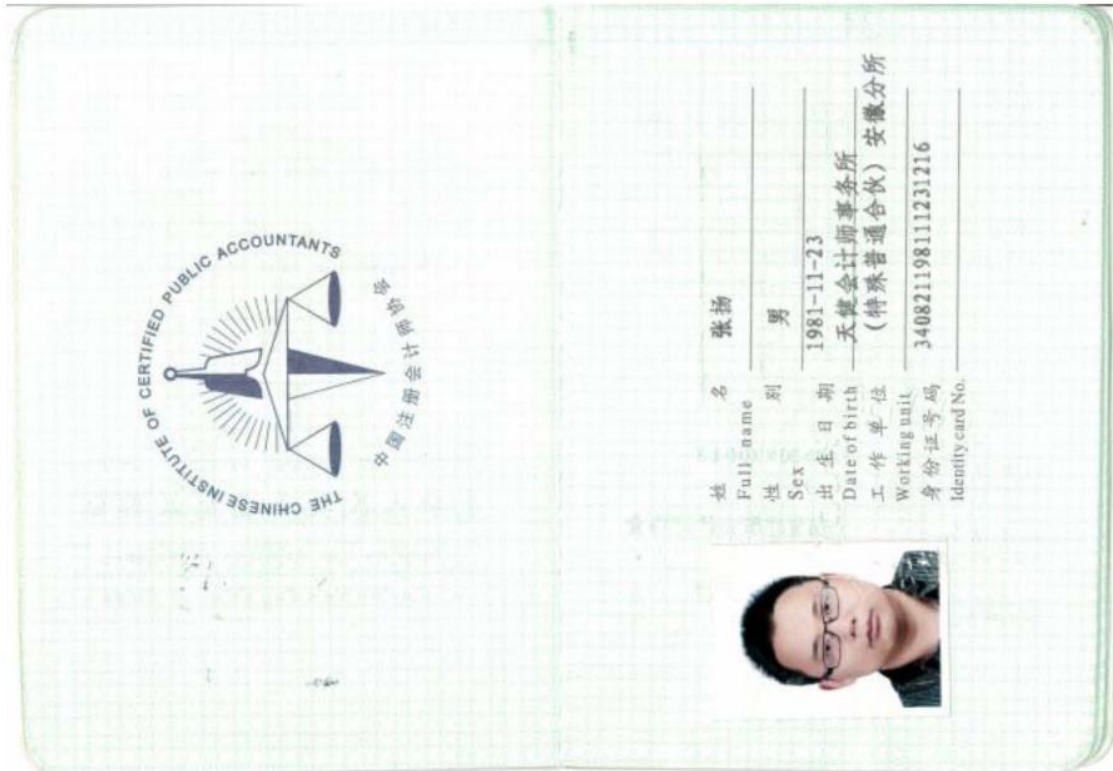 THE CHINESE INSTITUTE OF CERTIFIED PUBLIC ACCOUNTANTS
中国注册会计师协会
姓 名 张扬
Full name
性 别 男
Sex
出 生 日 期 1981-11-23
Date of birth
工 作 单 位 天健会计师事务所
Working unit (特殊普通合伙) 安徽分所
身份证号码 340821198111231216
Identity card No.